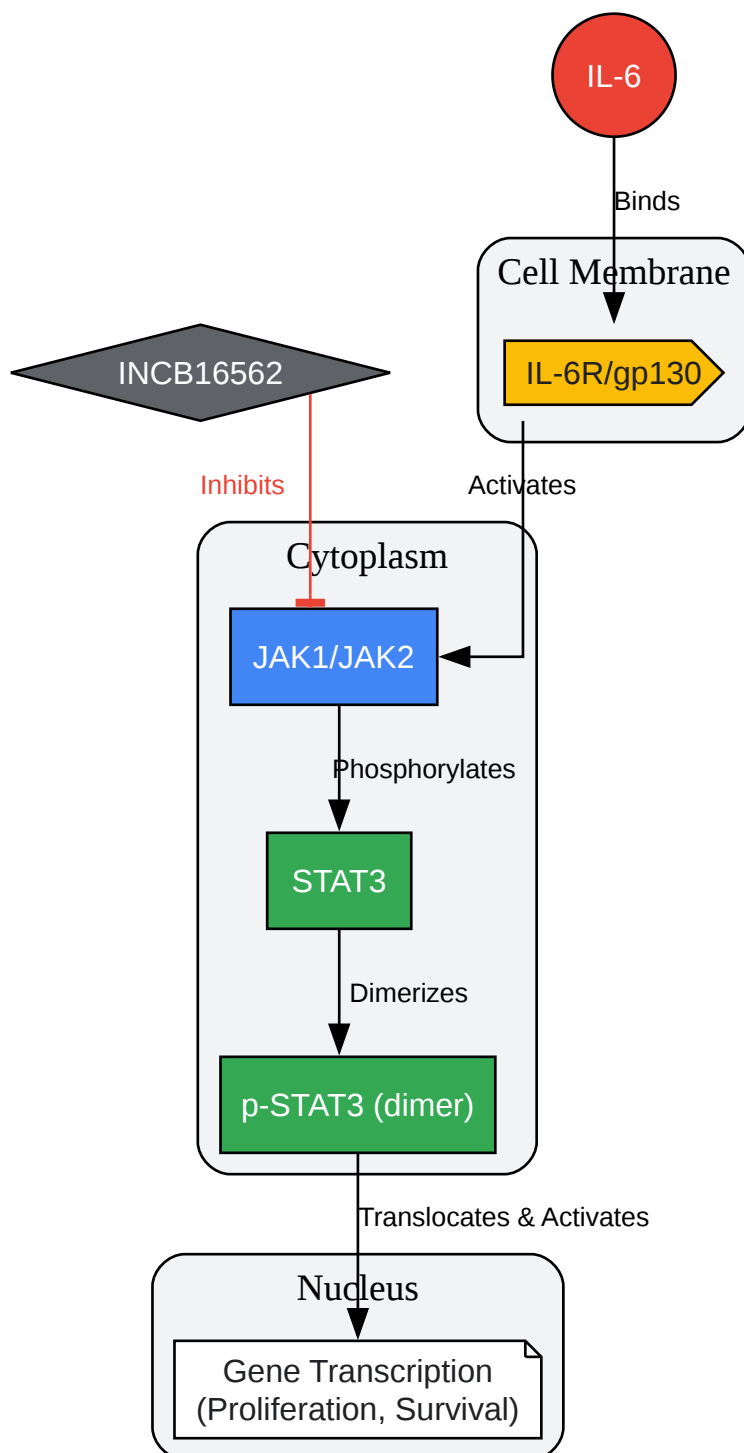 IL-6
Binds
Cell Membrane
IL-6R/gp130
INCB16562
Inhibits
Activates
Cytoplasm
JAK1/JAK2
Phosphorylates
STAT3
Dimerizes
p-STAT3 (dimer)
Translocates & Activates
Nucleus
Gene Transcription
(Proliferation, Survival)